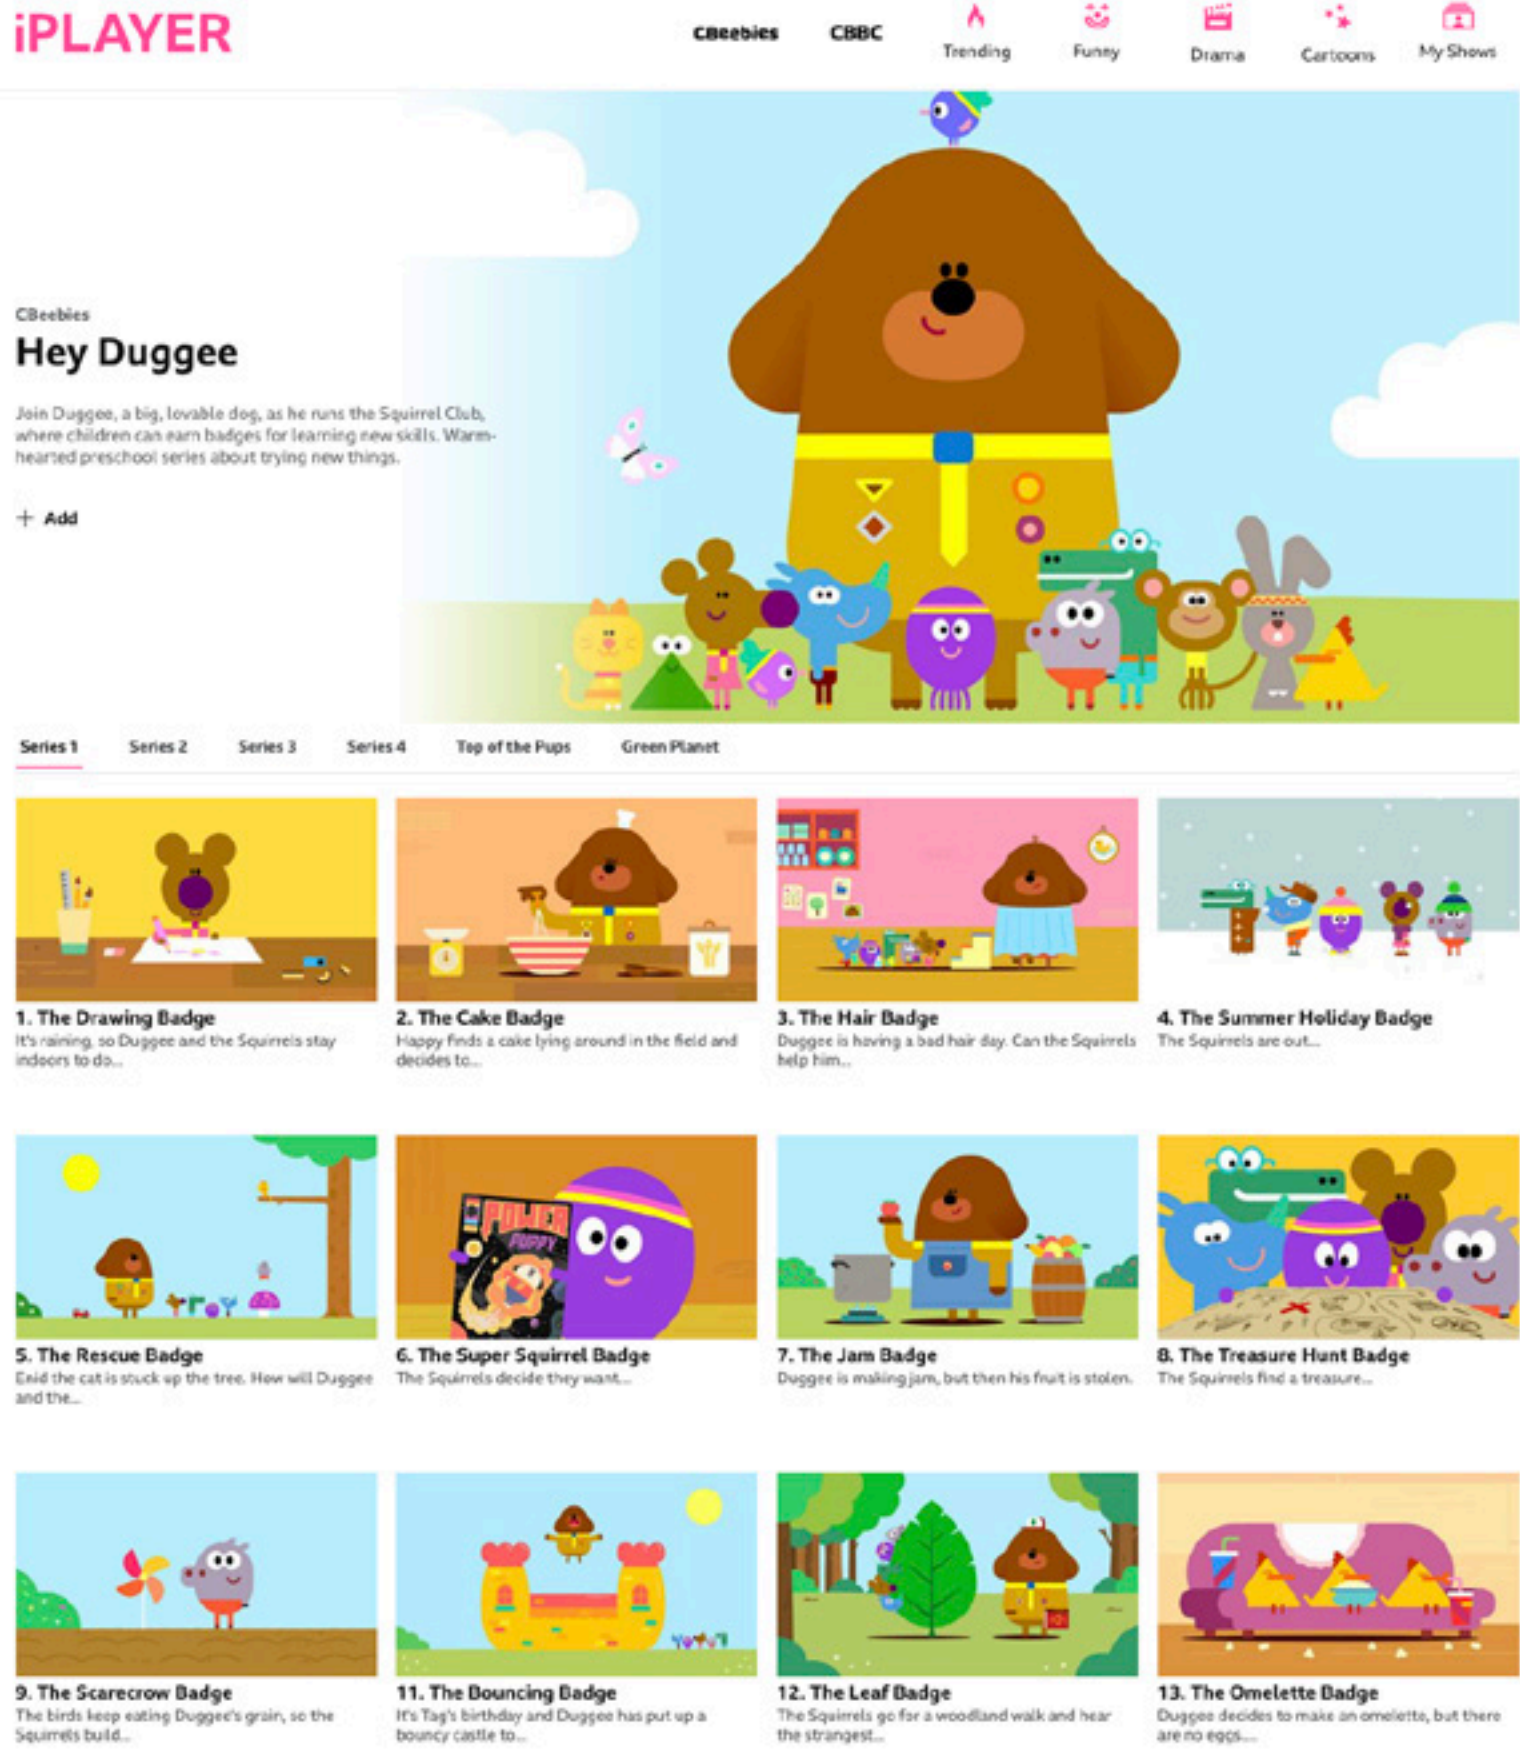 iPLAYER
CBeebies
CBBC
Trending
Funny
Drama
Cartoons
My Shows
CBeebies
Hey Duggee
Join Duggee, a big, lovable dog, as he runs the Squirrel Club,
where children can earn badges for learning new skills. Warm-
hearted preschool series about trying new things.
+ Add
Series 1
Series 2
Series 3
Series 4
Top of the Pups
Green Planet
1. The Drawing Badge
It's raining, so Duggee and the Squirrels stay
indoors to do...
2. The Cake Badge
Happy finds a cake lying around in the field and
decides to...
3. The Hair Badge
Duggee is having a bad hair day. Can the Squirrels
help him...
4. The Summer Holiday Badge
The Squirrels are out...
POWER
PUPPY
5. The Rescue Badge
Enid the cat is stuck up the tree. How will Duggee
and the...
6. The Super Squirrel Badge
The Squirrels decide they want...
7. The Jam Badge
Duggee is making jam, but then his fruit is stolen.
8. The Treasure Hunt Badge
The Squirrels find a treasure...
9. The Scarecrow Badge
The birds keep eating Duggee's grain, so the
Squirrels build...
11. The Bouncing Badge
It's Tag's birthday and Duggee has put up a
bouncy castle to...
12. The Leaf Badge
The Squirrels go for a woodland walk and hear
the strangest...
13. The Omelette Badge
Duggee decides to make an omelette, but there
are no eggs....